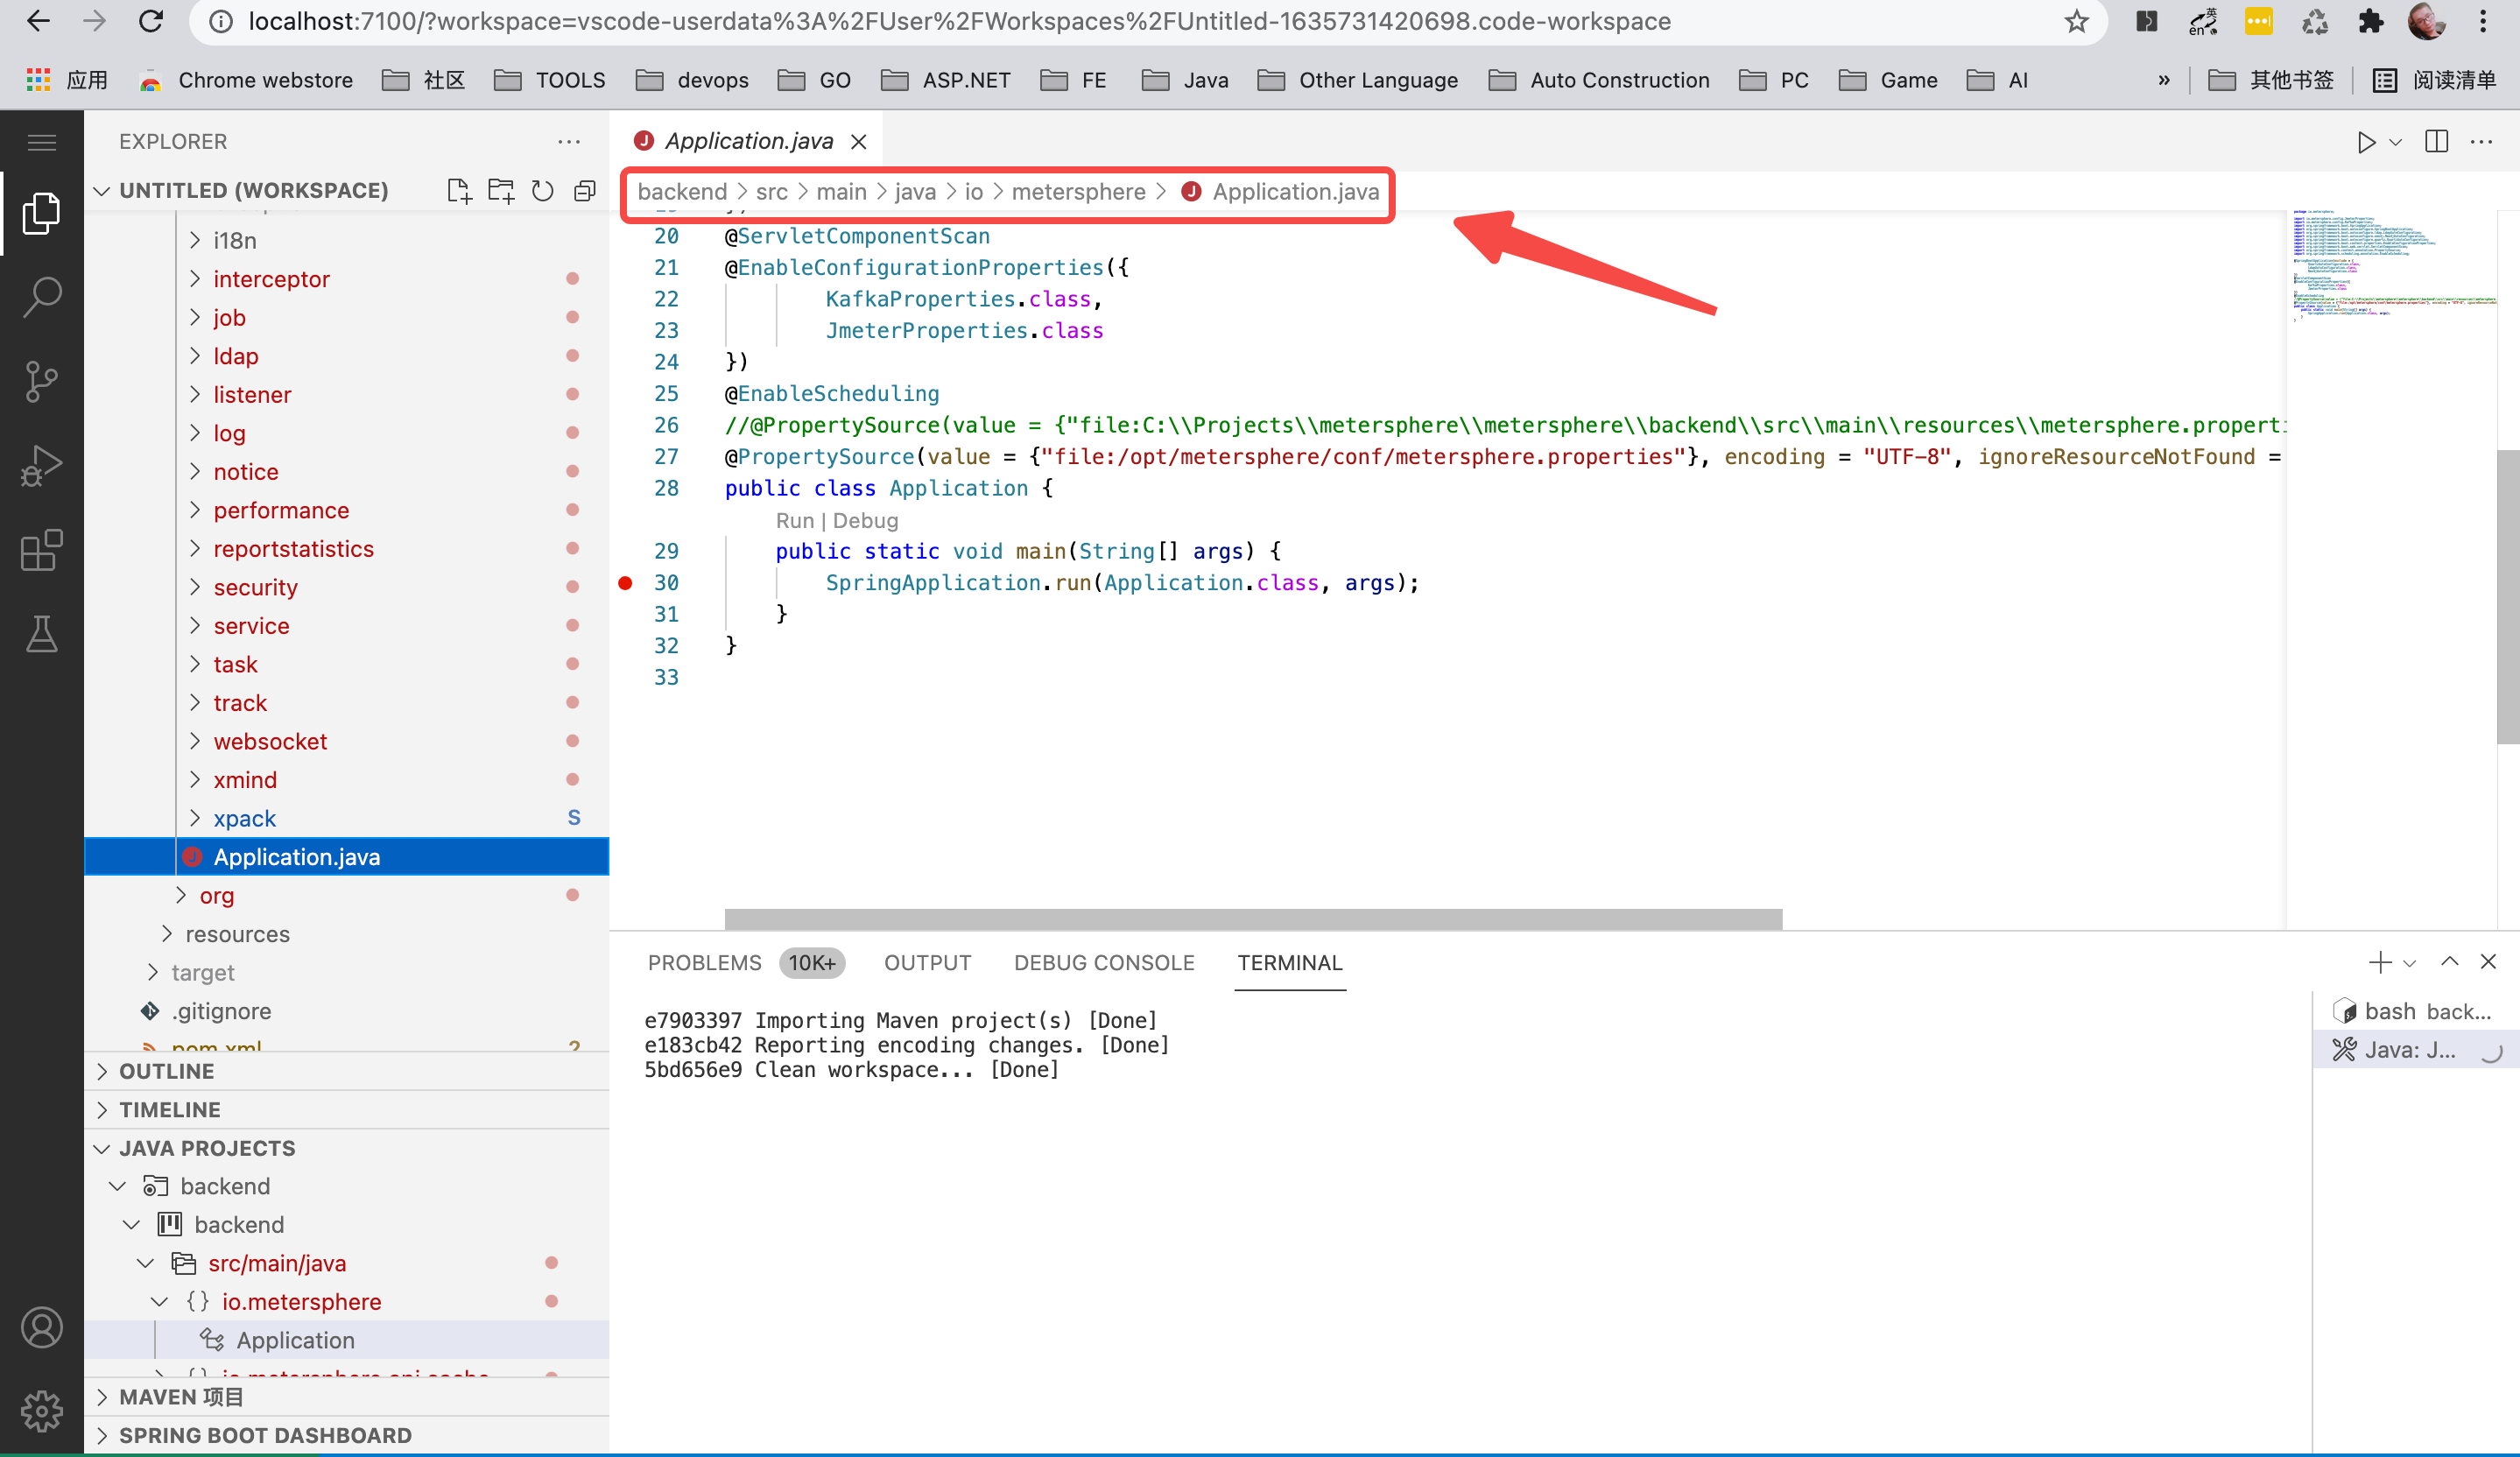 localhost:7100/?workspace=vscode-userdata%3A%2FUser%2FWorkspaces%2FUntitled-1635731420698.code-workspace
英
en
应用 Chrome webstore 社区 TOOLS devops GO ASP.NET FE Java Other Language Auto Construction PC Game AI » 其他书签 阅读清单
EXPLORER
UNTITLED (WORKSPACE)
i18n
interceptor
job
ldap
listener
log
notice
performance
reportstatistics
security
service
task
track
websocket
xmind
xpack S
Application.java
org
resources
target
.gitignore
pom.xml 2
OUTLINE
TIMELINE
JAVA PROJECTS
backend
backend
src/main/java
io.metersphere
Application
io.metersphere.api.cache
MAVEN 项目
SPRING BOOT DASHBOARD
Application.java
backend > src > main > java > io > metersphere > Application.java
20 @ServletComponentScan
21 @EnableConfigurationProperties({
22 KafkaProperties.class,
23 JmeterProperties.class
24 })
25 @EnableScheduling
26 //@PropertySource(value = {"file:C:\\Projects\\metersphere\\metersphere\\backend\\src\\main\\resources\\metersphere.properti
27 @PropertySource(value = {"file:/opt/metersphere/conf/metersphere.properties"}, encoding = "UTF-8", ignoreResourceNotFound =
28 public class Application {
Run | Debug
29 public static void main(String[] args) {
30 SpringApplication.run(Application.class, args);
31 }
32 }
33
PROBLEMS 10K+ OUTPUT DEBUG CONSOLE TERMINAL
e7903397 Importing Maven project(s) [Done]
e183cb42 Reporting encoding changes. [Done]
5bd656e9 Clean workspace... [Done]
bash back...
Java: J...